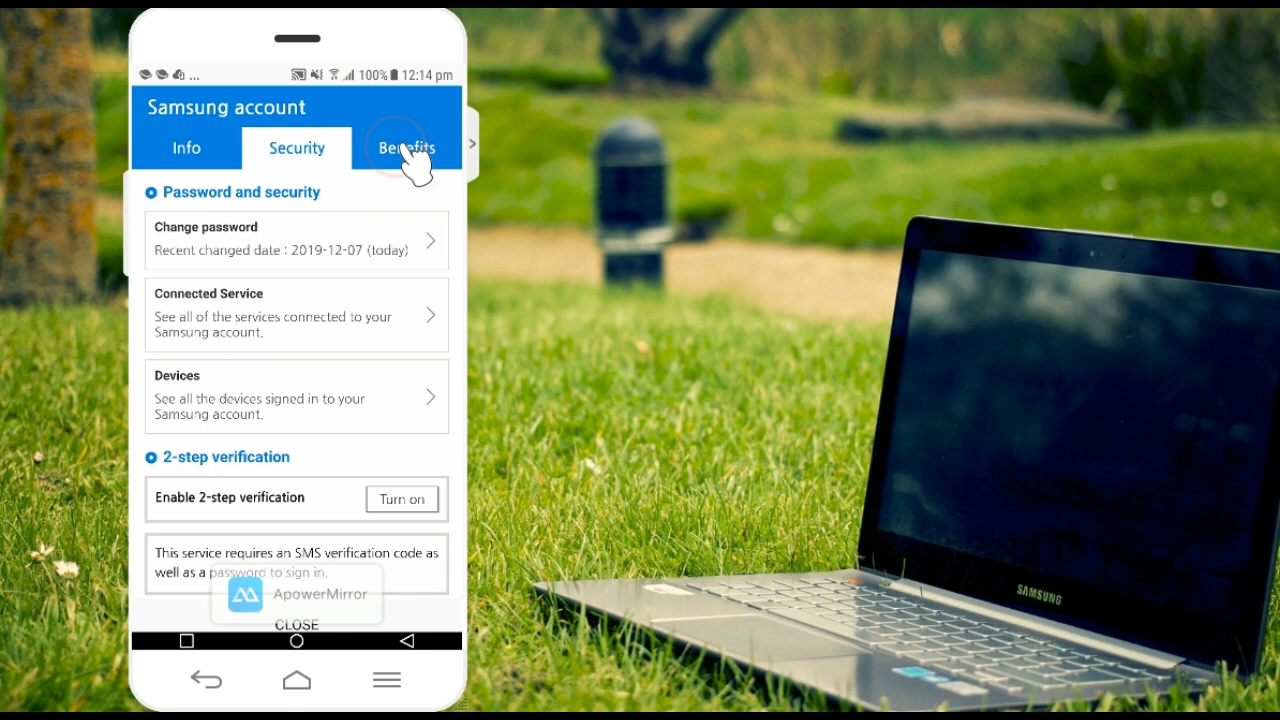 ... 100% 12:14 pm
Samsung account
Info Security Benefits
Password and security
Change password
Recent changed date : 2019-12-07 (today)
Connected Service
See all of the services connected to your
Samsung account.
Devices
See all the devices signed in to your
Samsung account.
2-step verification
Enable 2-step verification Turn on
This service requires an SMS verification code as
well as a password to sign in.
ApowerMirror
CLOSE
SAMSUNG